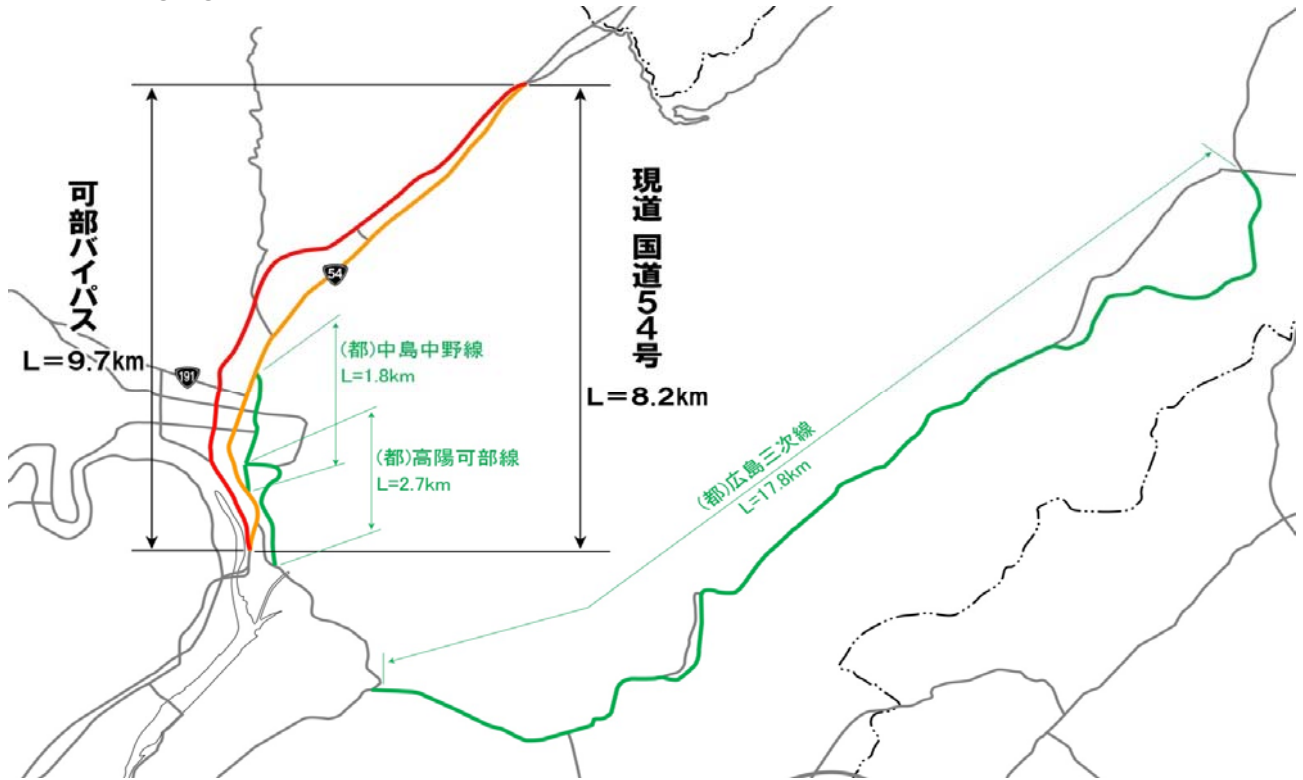 可部バイパス
L=9.7km
54
現道 国道54号
L=8.2km
191
(都)中島中野線
L=1.8km
(都)高陽可部線
L=2.7km
(都)広島三次線
L=17.8km